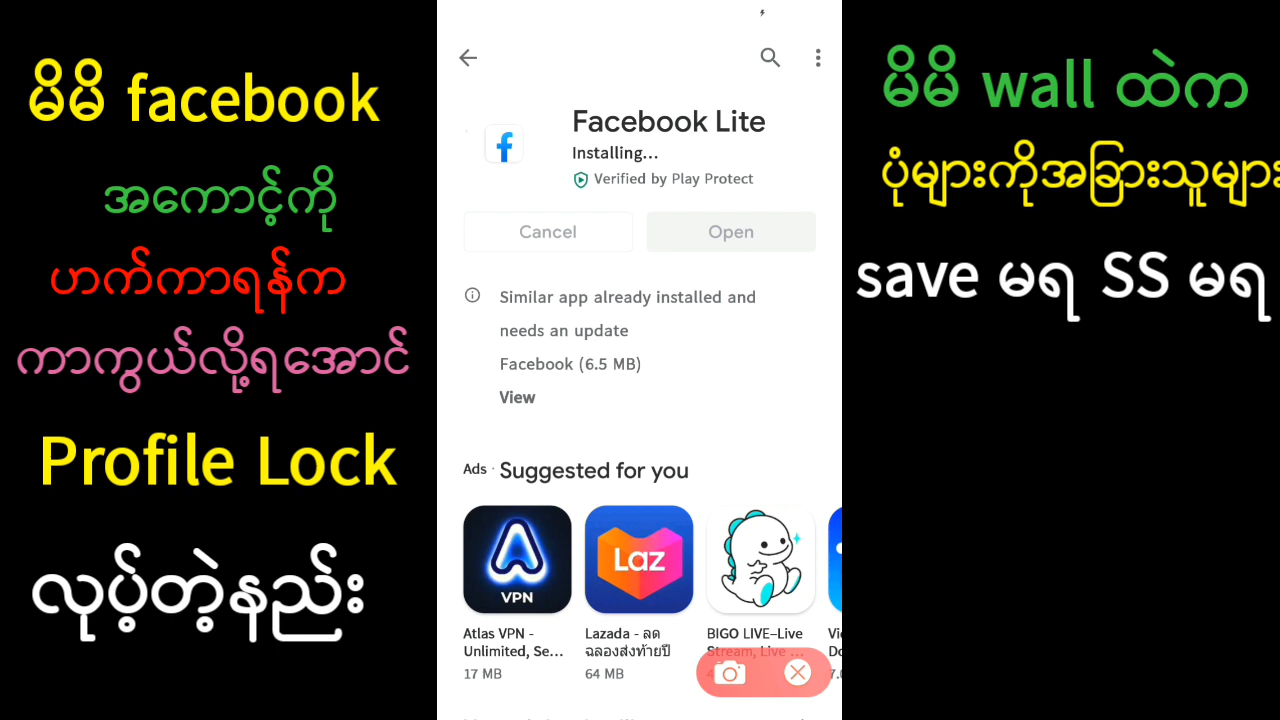 မိမိ facebook
အကောင့်ကို
ဟက်ကာရန်က
ကာကွယ်လို့ရအောင်
Profile Lock
လုပ့်တဲ့နည်း
Facebook Lite
Installing...
Verified by Play Protect
Cancel
Open
Similar app already installed and
needs an update
Facebook (6.5 MB)
View
Ads · Suggested for you
Laz
VPN
Atlas VPN -
Unlimited, Se...
17 MB
Lazada - ลด
ฉลองส่งท้ายปี
64 MB
BIGO LIVE–Live
Stream, Live ...
မိမိ wall ထဲက
ပုံများကိုအခြားသူများ
save မရ SS မရ